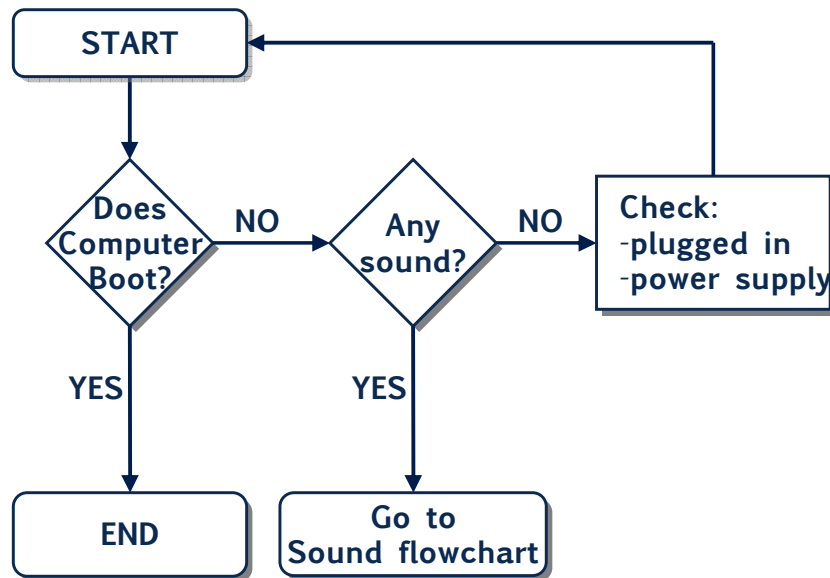 START
Does
Computer
Boot?
NO
Any
sound?
NO
Check:
-plugged in
-power supply
YES
YES
END
Go to
Sound flowchart